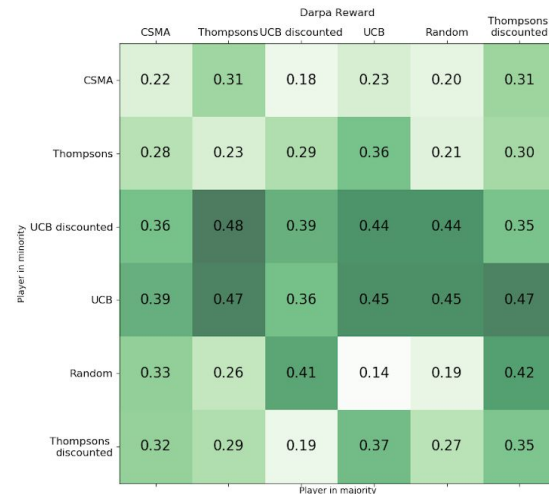 Darpa Reward
CSMA Thompsons UCB discounted UCB Random Thompsons discounted
CSMA 0.22 0.31 0.18 0.23 0.20 0.31
Thompsons 0.28 0.23 0.29 0.36 0.21 0.30
UCB discounted 0.36 0.48 0.39 0.44 0.44 0.35
UCB 0.39 0.47 0.36 0.45 0.45 0.47
Random 0.33 0.26 0.41 0.14 0.19 0.42
Thompsons discounted 0.32 0.29 0.19 0.37 0.27 0.35
Player in minority
Player in majority